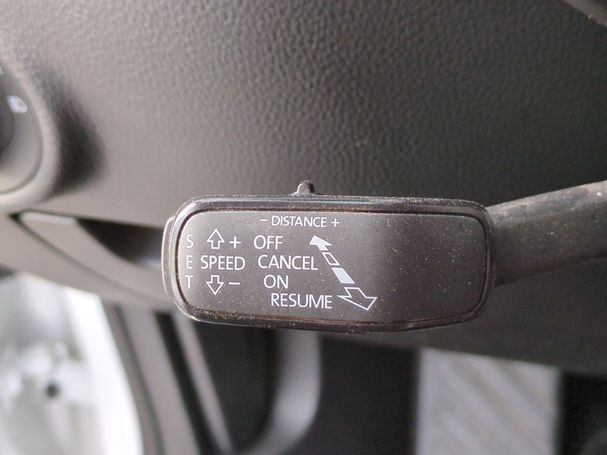 – DISTANCE +
S + OFF
E SPEED CANCEL
T – ON
RESUME